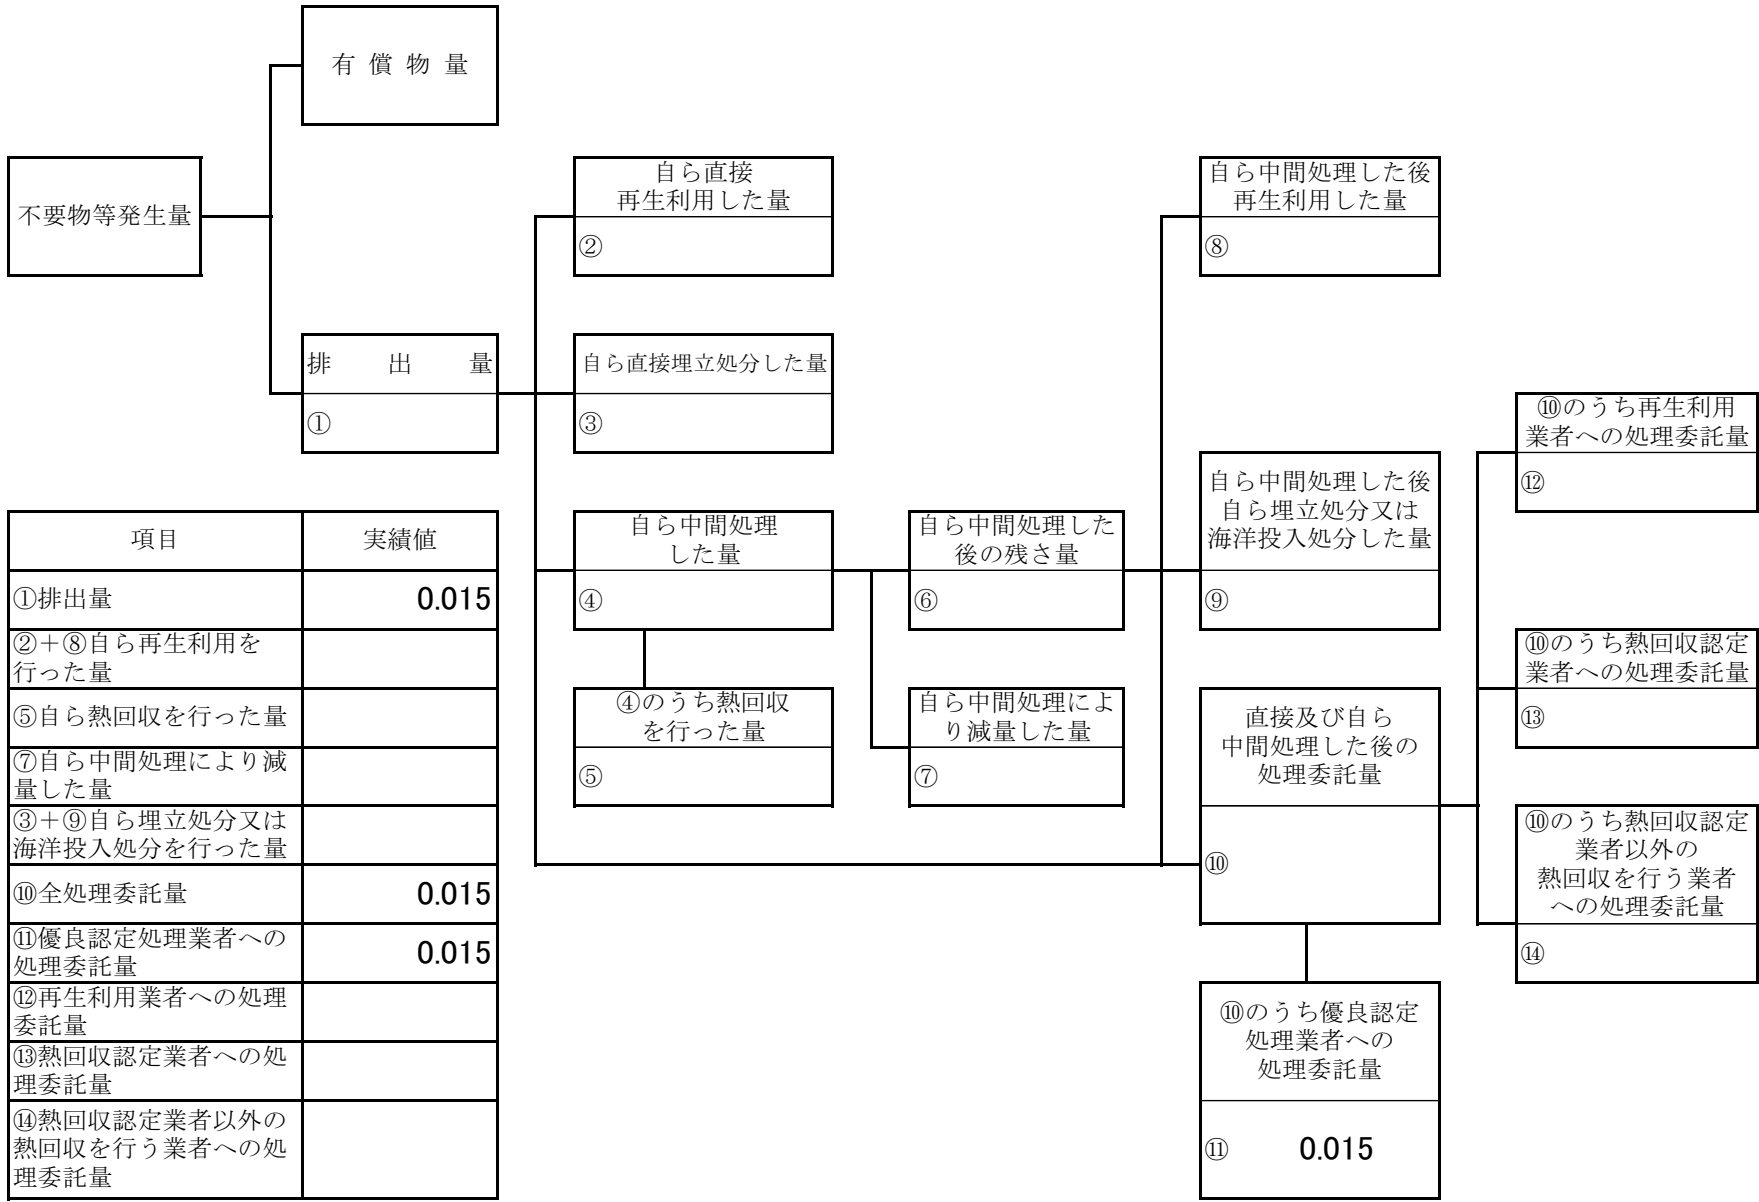 有償物量
不要物等発生量
自ら直接
再生利用した量
②
自ら中間処理した後
再生利用した量
⑧
排出量
①
自ら直接埋立処分した量
③
⑩のうち再生利用
業者への処理委託量
⑫
自ら中間処理した後
自ら埋立処分又は
海洋投入処分した量
⑨
自ら中間処理
した量
④
自ら中間処理した
後の残さ量
⑥
⑩のうち熱回収認定
業者への処理委託量
⑬
④のうち熱回収
を行った量
⑤
自ら中間処理によ
り減量した量
⑦
直接及び自ら
中間処理した後の
処理委託量
⑩
⑩のうち熱回収認定
業者以外の
熱回収を行う業者
への処理委託量
⑭
⑩のうち優良認定
処理業者への
処理委託量
⑪ 0.015
項目 実績値
①排出量 0.015
②＋⑧自ら再生利用を
行った量
⑤自ら熱回収を行った量
⑦自ら中間処理により減
量した量
③＋⑨自ら埋立処分又は
海洋投入処分を行った量
⑩全処理委託量 0.015
⑪優良認定処理業者への
処理委託量 0.015
⑫再生利用業者への処理
委託量
⑬熱回収認定業者への処
理委託量
⑭熱回収認定業者以外の
熱回収を行う業者への処
理委託量